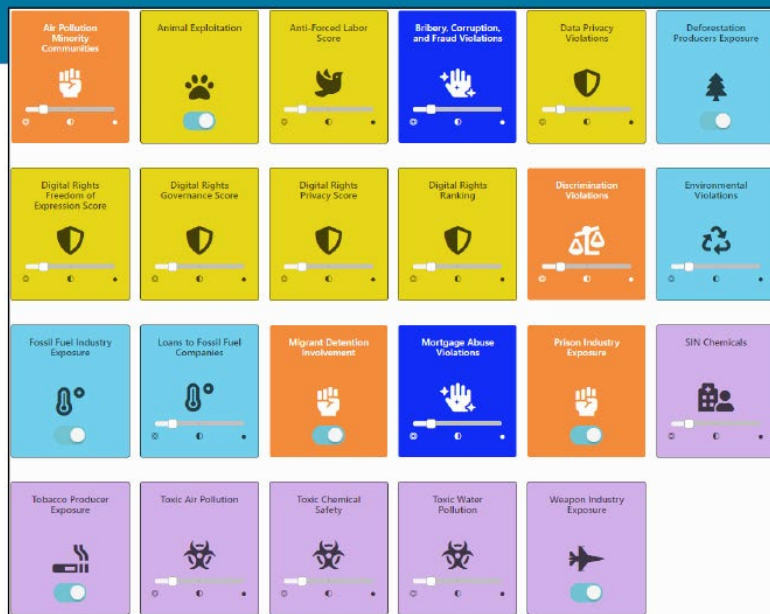 Air Pollution
Minority
Communities
Animal Exploitation
Anti-Forced Labor
Score
Bribery, Corruption,
and Fraud Violations
Data Privacy
Violations
Deforestation
Producers Exposure
Digital Rights
Freedom of
Expression Score
Digital Rights
Governance Score
Digital Rights
Privacy Score
Digital Rights
Ranking
Discrimination
Violations
Environmental
Violations
Fossil Fuel Industry
Exposure
Loans to Fossil Fuel
Companies
Migrant Detention
Involvement
Mortgage Abuse
Violations
Prison Industry
Exposure
SIN Chemicals
Tobacco Producer
Exposure
Toxic Air Pollution
Toxic Chemical
Safety
Toxic Water
Pollution
Weapon Industry
Exposure